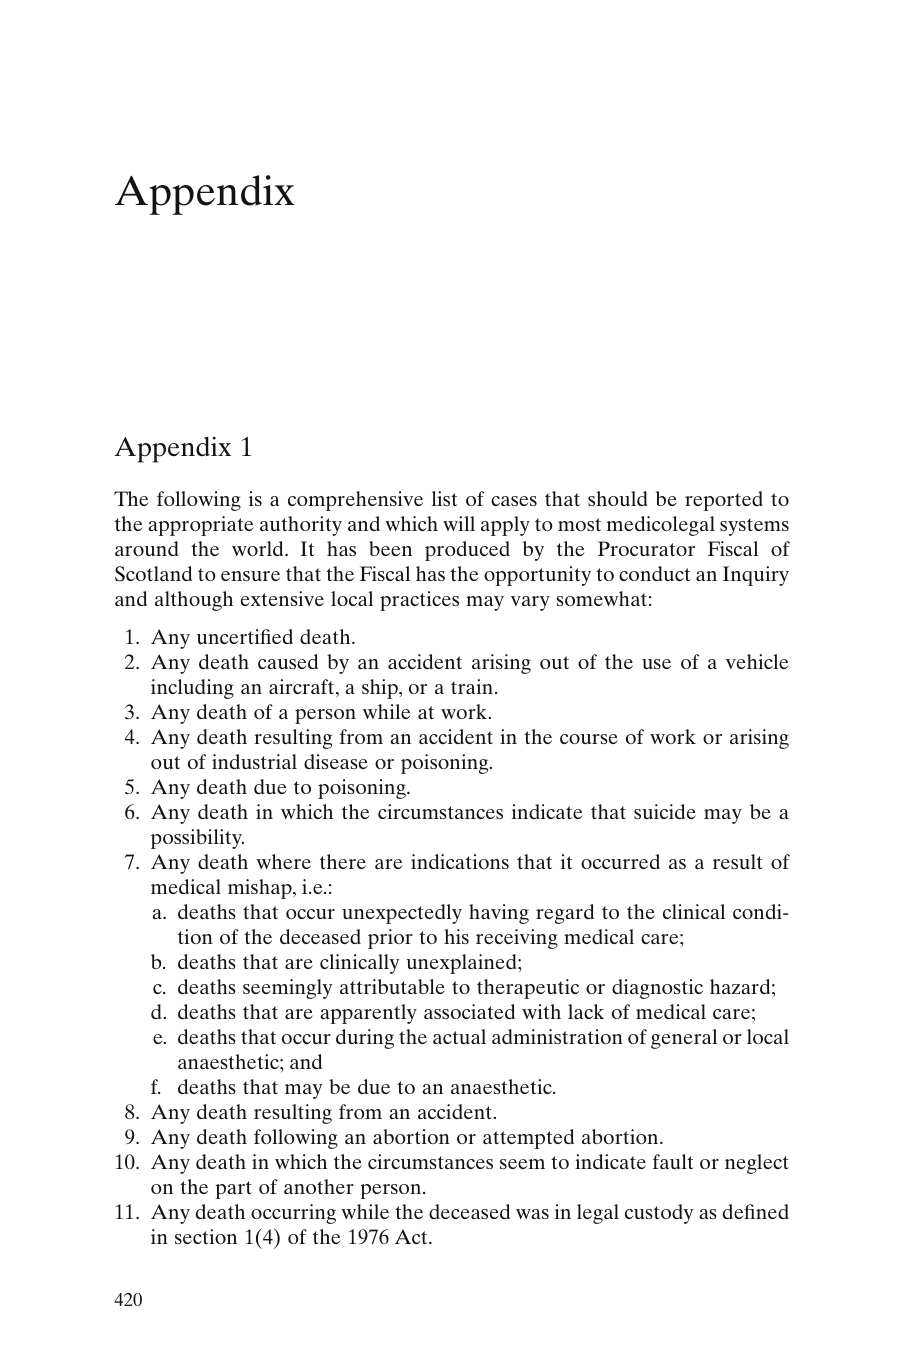 Appendix
Appendix 1
The following is a comprehensive list of cases that should be reported to
the appropriate authority and which will apply to most medicolegal systems
around the world. It has been produced by the Procurator Fiscal of
Scotland to ensure that the Fiscal has the opportunity to conduct an Inquiry
and although extensive local practices may vary somewhat:
1. Any uncertified death.
2. Any death caused by an accident arising out of the use of a vehicle
including an aircraft, a ship, or a train.
3. Any death of a person while at work.
4. Any death resulting from an accident in the course of work or arising
out of industrial disease or poisoning.
5. Any death due to poisoning.
6. Any death in which the circumstances indicate that suicide may be a
possibility.
7. Any death where there are indications that it occurred as a result of
medical mishap, i.e.:
a. deaths that occur unexpectedly having regard to the clinical condi-
tion of the deceased prior to his receiving medical care;
b. deaths that are clinically unexplained;
c. deaths seemingly attributable to therapeutic or diagnostic hazard;
d. deaths that are apparently associated with lack of medical care;
e. deaths that occur during the actual administration of general or local
anaesthetic; and
f. deaths that may be due to an anaesthetic.
8. Any death resulting from an accident.
9. Any death following an abortion or attempted abortion.
10. Any death in which the circumstances seem to indicate fault or neglect
on the part of another person.
11. Any death occurring while the deceased was in legal custody as defined
in section 1(4) of the 1976 Act.
420